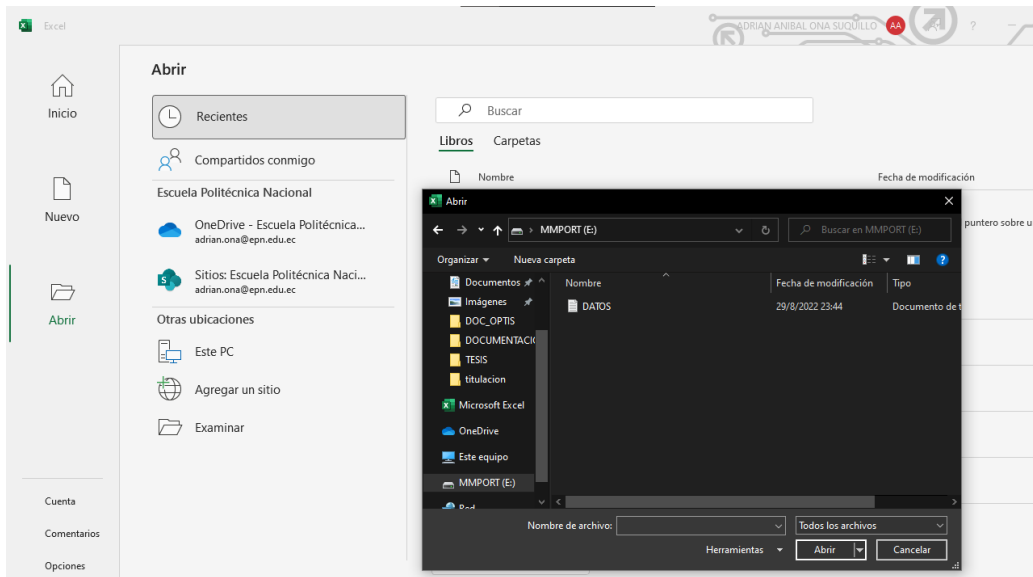 Excel
ADRIAN ANIBAL ONA SUQUILLO
AA
?
Abrir
Inicio
Nuevo
Abrir
Cuenta
Comentarios
Opciones
Recientes
Compartidos conmigo
Escuela Politécnica Nacional
OneDrive - Escuela Politécnica...
adrian.ona@epn.edu.ec
Sitios: Escuela Politécnica Naci...
adrian.ona@epn.edu.ec
Otras ubicaciones
Este PC
Agregar un sitio
Examinar
Buscar
Libros Carpetas
Nombre Fecha de modificación
puntero sobre u
Abrir
MMPORT (E:)
Buscar en MMPORT (E:)
Organizar Nueva carpeta
Documentos
Imágenes
DOC_OPTIS
DOCUMENTACI
TESIS
titulacion
Microsoft Excel
OneDrive
Este equipo
MMPORT (E:)
Red
Nombre Fecha de modificación Tipo
DATOS 29/8/2022 23:44 Documento de t
Nombre de archivo: Todos los archivos
Herramientas Abrir Cancelar